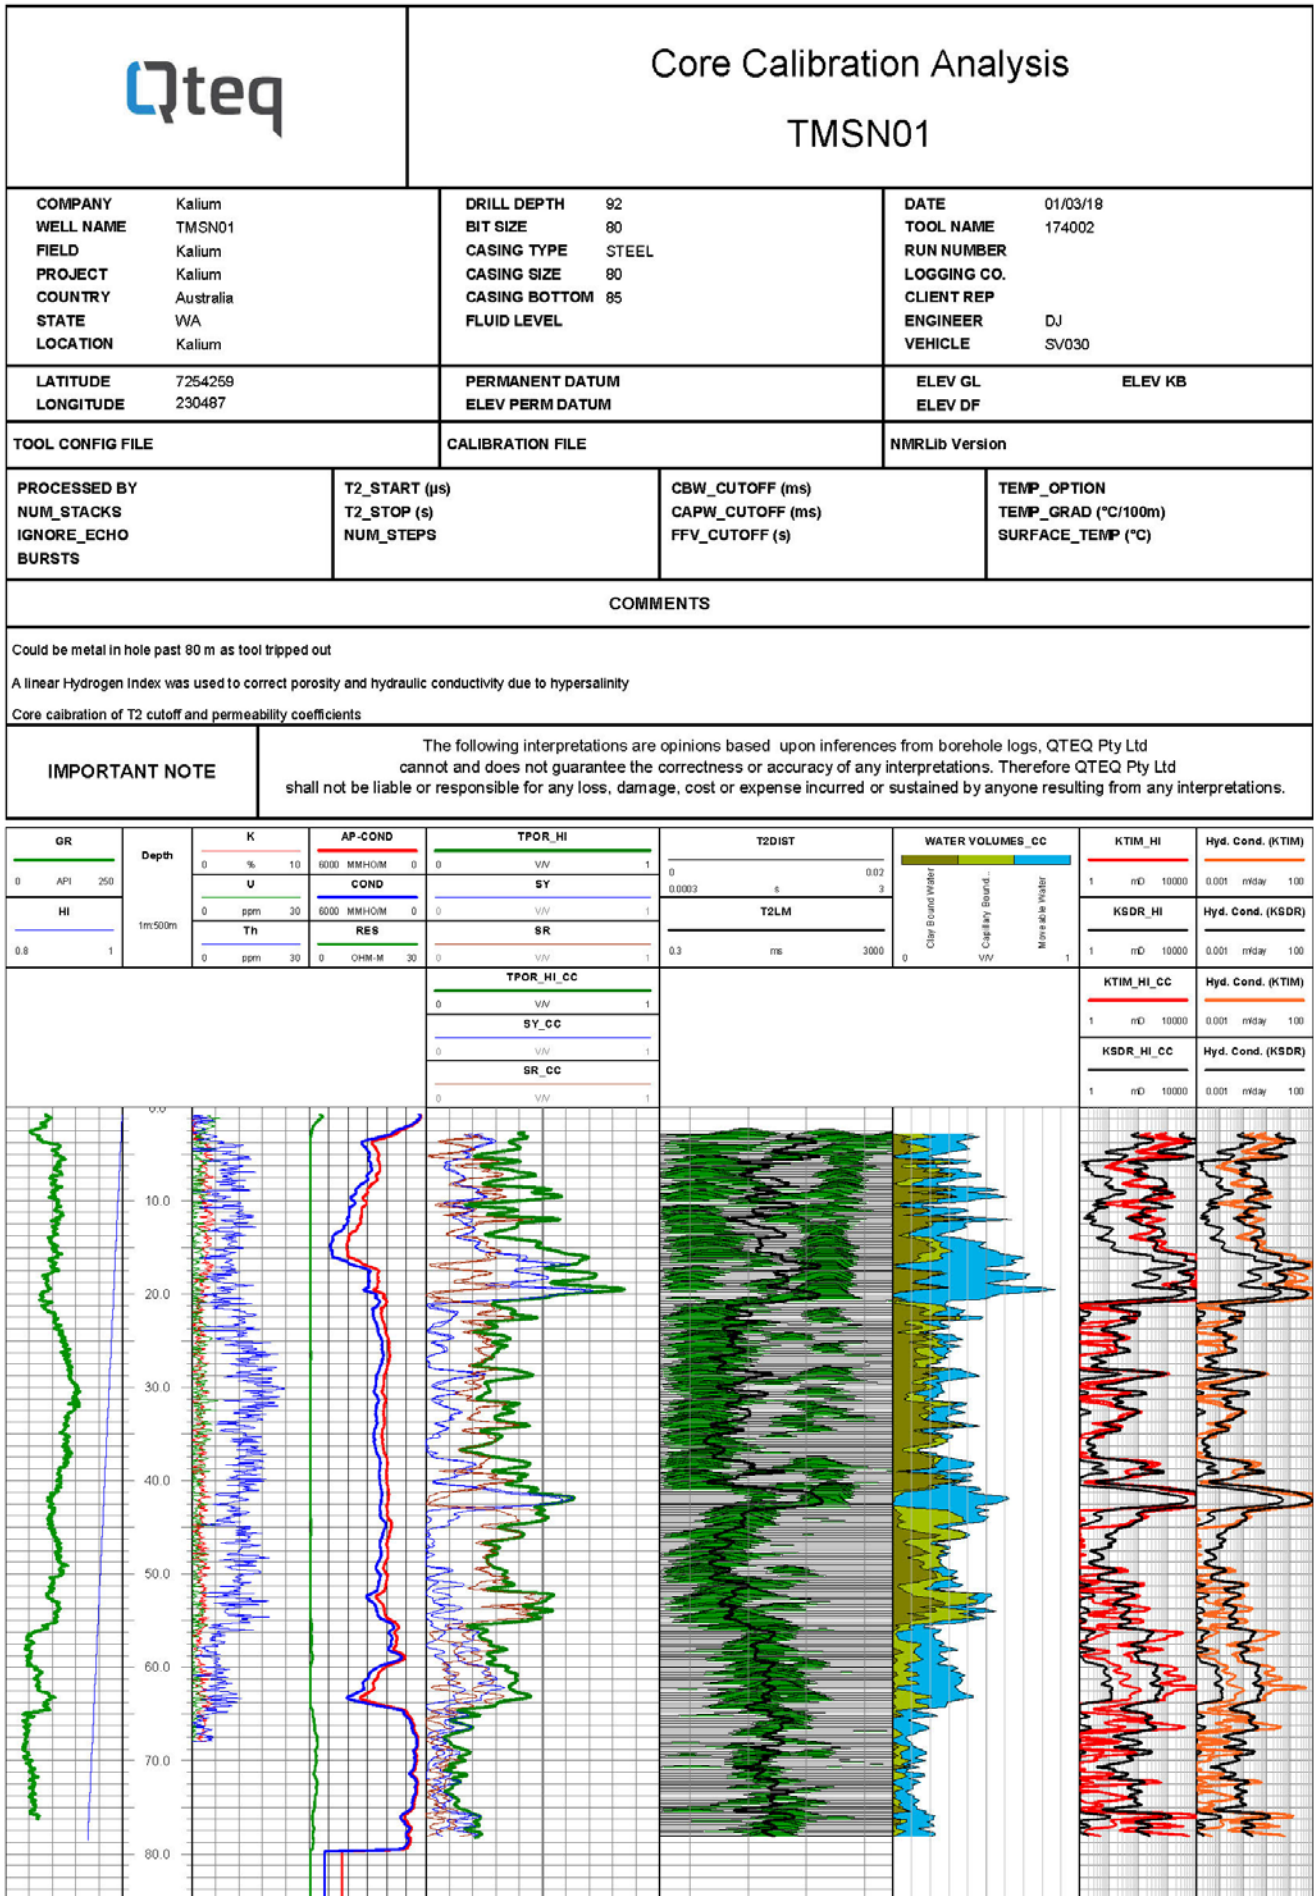 Qteq
Core Calibration Analysis
TMSN01
COMPANY Kalium
WELL NAME TMSN01
FIELD Kalium
PROJECT Kalium
COUNTRY Australia
STATE WA
LOCATION Kalium
DRILL DEPTH 92
BIT SIZE 80
CASING TYPE STEEL
CASING SIZE 80
CASING BOTTOM 85
FLUID LEVEL
DATE 01/03/18
TOOL NAME 174002
RUN NUMBER
LOGGING CO.
CLIENT REP
ENGINEER DJ
VEHICLE SV030
LATITUDE 7254259
LONGITUDE 230487
PERMANENT DATUM
ELEV PERM DATUM
ELEV GL ELEV KB
ELEV DF
TOOL CONFIG FILE CALIBRATION FILE NMRLib Version
PROCESSED BY
NUM_STACKS
IGNORE_ECHO
BURSTS
T2_START (µs)
T2_STOP (s)
NUM_STEPS
CBW_CUTOFF (ms)
CAPW_CUTOFF (ms)
FFV_CUTOFF (s)
TEMP_OPTION
TEMP_GRAD (°C/100m)
SURFACE_TEMP (°C)
COMMENTS
Could be metal in hole past 80 m as tool tripped out
A linear Hydrogen Index was used to correct porosity and hydraulic conductivity due to hypersalinity
Core caibration of T2 cutoff and permeability coefficients
IMPORTANT NOTE
The following interpretations are opinions based upon inferences from borehole logs, QTEQ Pty Ltd
cannot and does not guarantee the correctness or accuracy of any interpretations. Therefore QTEQ Pty Ltd
shall not be liable or responsible for any loss, damage, cost or expense incurred or sustained by anyone resulting from any interpretations.
GR
0 API 250
HI
0.8 1
Depth
1m:500m
K
0 % 10
U
0 ppm 30
Th
0 ppm 30
AP-COND
6000 MMHO/M 0
COND
6000 MMHO/M 0
RES
0 OHM-M 30
TPOR_HI
0 V/V 1
SY
0 V/V 1
SR
0 V/V 1
TPOR_HI_CC
0 V/V 1
SY_CC
0 V/V 1
SR_CC
0 V/V 1
T2DIST
0 0.02
0.0003 s 3
T2LM
0.3 ms 3000
WATER VOLUMES_CC
Clay Bound Water
Capillary Bound...
Moveable Water
0 V/V 1
KTIM_HI
1 mD 10000
KSDR_HI
1 mD 10000
KTIM_HI_CC
1 mD 10000
KSDR_HI_CC
1 mD 10000
Hyd. Cond. (KTIM)
0.001 m/day 100
Hyd. Cond. (KSDR)
0.001 m/day 100
Hyd. Cond. (KTIM)
0.001 m/day 100
Hyd. Cond. (KSDR)
0.001 m/day 100
0.0
10.0
20.0
30.0
40.0
50.0
60.0
70.0
80.0